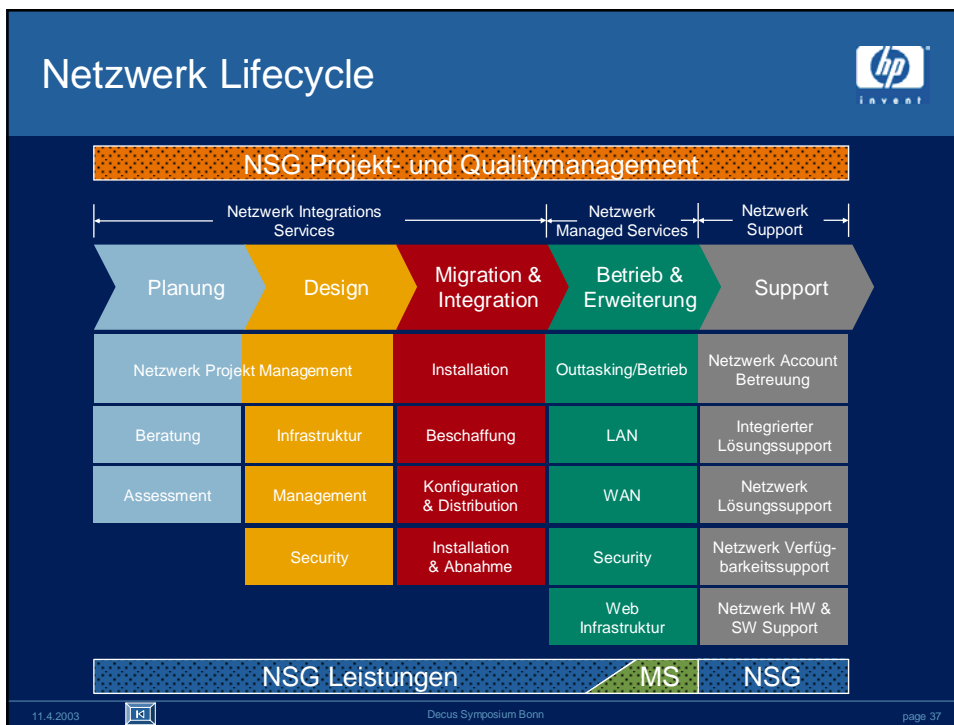 Netzwerk Lifecycle
hp
invent
NSG Projekt- und Qualitymanagement
Netzwerk Integrations
Services
Netzwerk
Managed Services
Netzwerk
Support
Planung
Design
Migration &
Integration
Betrieb &
Erweiterung
Support
Netzwerk Projekt Management
Installation
Outtasking/Betrieb
Netzwerk Account
Betreuung
Beratung
Infrastruktur
Beschaffung
LAN
Integrierter
Lösungssupport
Assessment
Management
Konfiguration
& Distribution
WAN
Netzwerk
Lösungssupport
Security
Installation
& Abnahme
Security
Netzwerk Verfüg-
barkeitssupport
Web
Infrastruktur
Netzwerk HW &
SW Support
NSG Leistungen
MS
NSG
11.4.2003
Decus Symposium Bonn
page 37